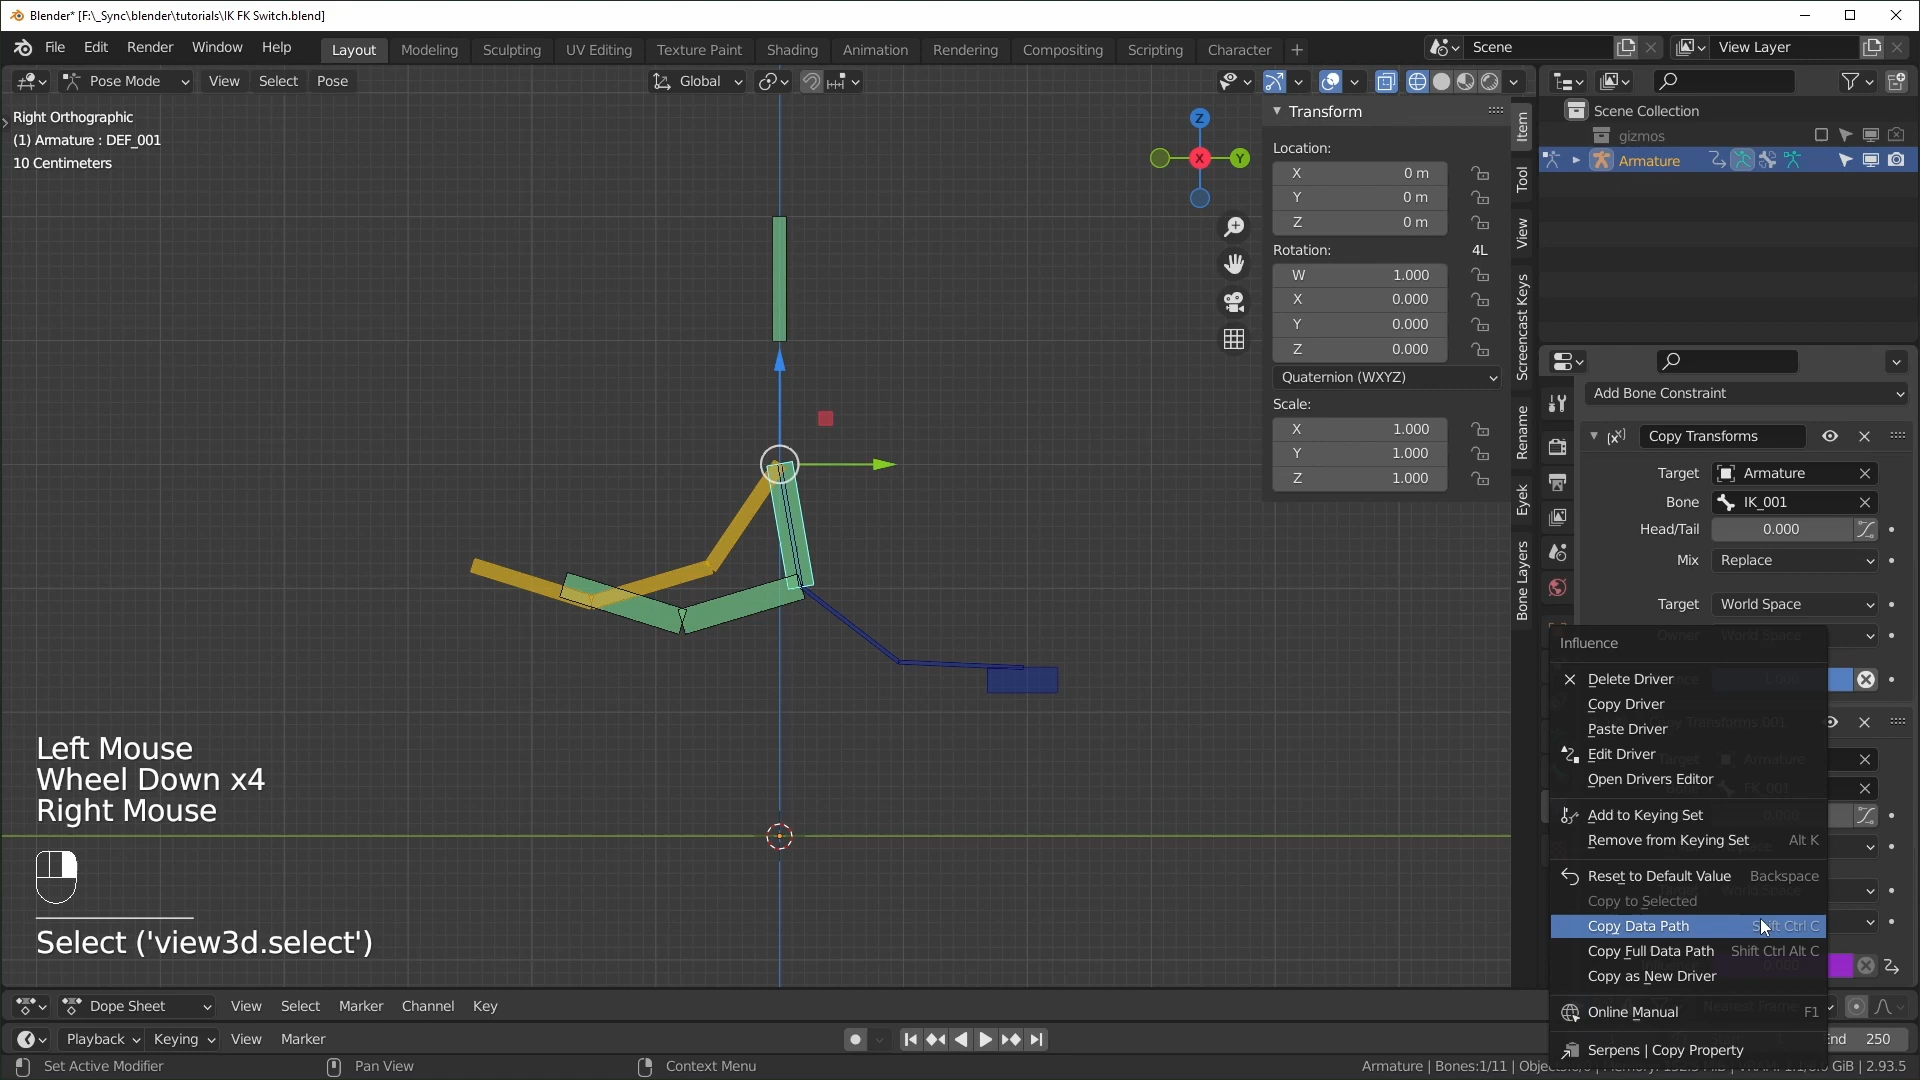 Blender* [F:\_Sync\blender\tutorials\IK FK Switch.blend]
File Edit Render Window Help
Layout Modeling Sculpting UV Editing Texture Paint Shading Animation Rendering Compositing Scripting Character +
Scene
View Layer
Pose Mode View Select Pose
Global
Right Orthographic
(1) Armature : DEF_001
10 Centimeters
Z
X
Y
Transform
Location:
X 0 m
Y 0 m
Z 0 m
Rotation: 4L
W 1.000
X 0.000
Y 0.000
Z 0.000
Quaternion (WXYZ)
Scale:
X 1.000
Y 1.000
Z 1.000
Item
Tool
View
Screencast Keys
Rename
Eyek
Bone Layers
Scene Collection
gizmos
Armature
Add Bone Constraint
Copy Transforms
Target Armature
Bone IK_001
Head/Tail 0.000
Mix Replace
Target World Space
Owner World Space
Influence
Delete Driver
Copy Driver
Paste Driver
Edit Driver
Open Drivers Editor
Add to Keying Set
Remove from Keying Set Alt K
Reset to Default Value Backspace
Copy to Selected
Copy Data Path Shift Ctrl C
Copy Full Data Path Shift Ctrl Alt C
Copy as New Driver
Online Manual F1
Serpens | Copy Property
Left Mouse
Wheel Down x4
Right Mouse
Select ('view3d.select')
Dope Sheet View Select Marker Channel Key
Nearest Frame
Playback Keying View Marker
End 250
Set Active Modifier
Pan View
Context Menu
Armature | Bones:1/11 |
GiB | 2.93.5